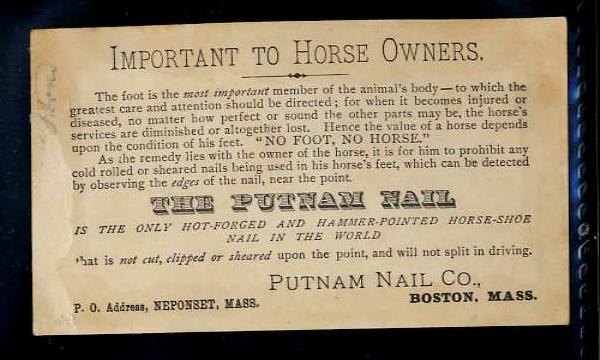 IMPORTANT TO HORSE OWNERS.
The foot is the most important member of the animal's body—to which the
greatest care and attention should be directed; for when it becomes injured or
diseased, no matter how perfect or sound the other parts may be, the horse's
services are diminished or altogether lost. Hence the value of a horse depends
upon the condition of his feet. "NO FOOT, NO HORSE."
As the remedy lies with the owner of the horse, it is for him to prohibit any
cold rolled or sheared nails being used in his horse's feet, which can be detected
by observing the edges of the nail, near the point.
THE PUTNAM NAIL
IS THE ONLY HOT-FORGED AND HAMMER-POINTED HORSE-SHOE
NAIL IN THE WORLD
that is not cut, clipped or sheared upon the point, and will not split in driving.
PUTNAM NAIL CO.,
P. O. Address, NEPONSET, MASS. BOSTON, MASS.